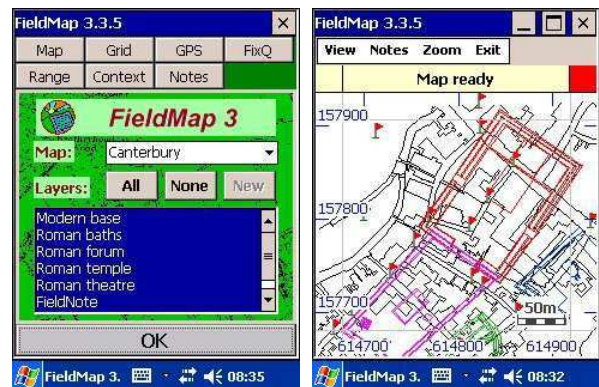 FieldMap 3.3.5
Map Grid GPS FixQ
Range Context Notes
FieldMap 3
Map: Canterbury
Layers: All None New
Modern base
Roman baths
Roman forum
Roman temple
Roman theatre
FieldNote
OK
FieldMap 3. 08:35
FieldMap 3.3.5
View Notes Zoom Exit
Map ready
157900
157800
157700
50m
614700 614800 614900
FieldMap 3. 08:32